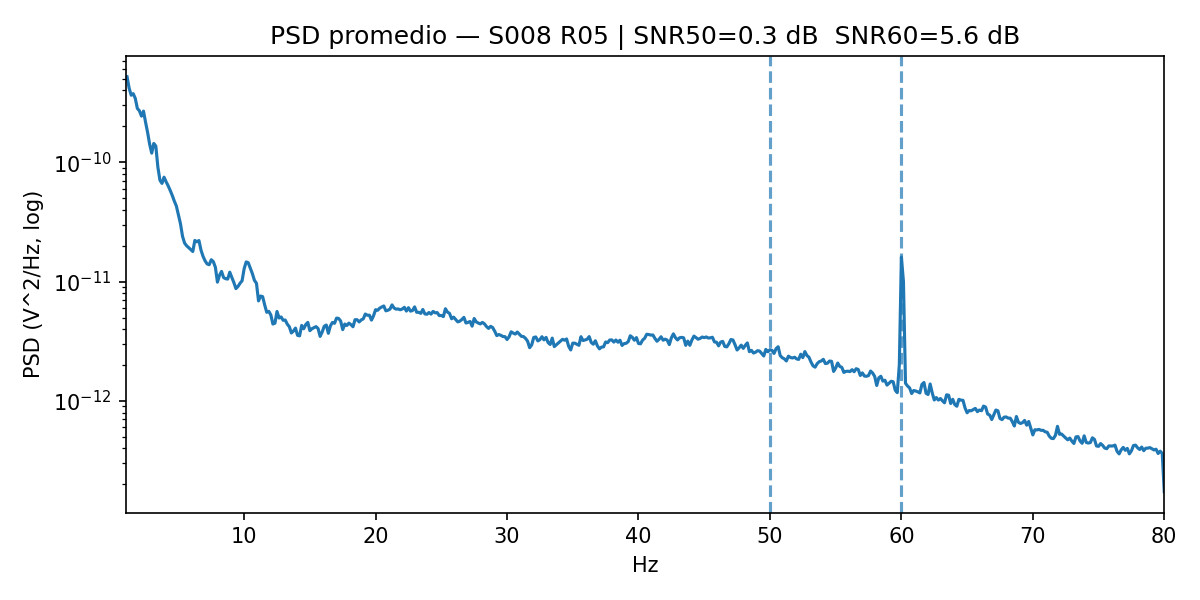 PSD promedio — S008 R05 | SNR50=0.3 dB  SNR60=5.6 dB
PSD (V^2/Hz, log)
10⁻¹⁰
10⁻¹¹
10⁻¹²
10 20 30 40 50 60 70 80
Hz